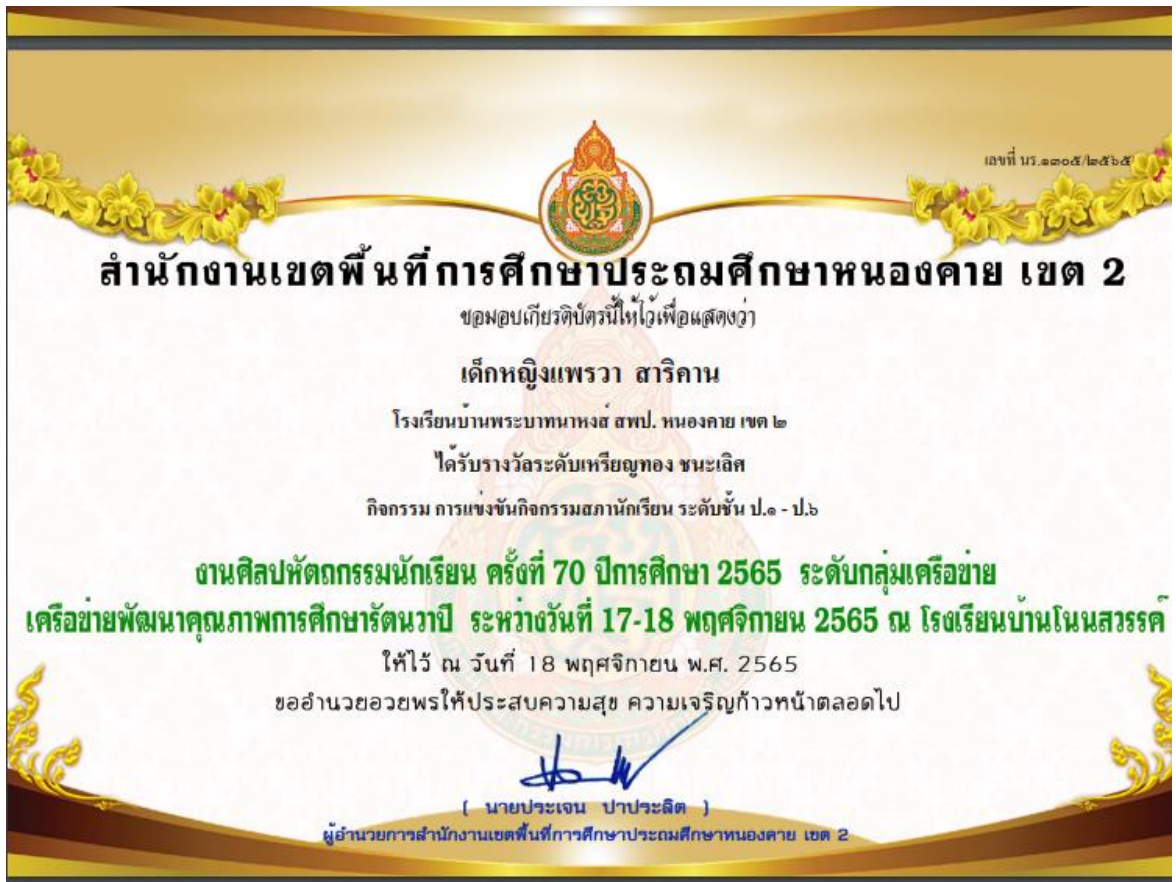 เลขที่ นร.๑๓๐๕/๒๕๖๕
สำนักงานเขตพื้นที่การศึกษาประถมศึกษาหนองคาย เขต 2
ขอมอบเกียรติบัตรนี้ให้ไว้เพื่อแสดงว่า
เด็กหญิงแพรวา สาริคาน
โรงเรียนบ้านพระบาทนาหงส์ สพป. หนองคาย เขต ๒
ได้รับรางวัลระดับเหรียญทอง ชนะเลิศ
กิจกรรม การแข่งขันกิจกรรมสภานักเรียน ระดับชั้น ป.๑ - ป.๖
งานศิลปหัตถกรรมนักเรียน ครั้งที่ 70 ปีการศึกษา 2565 ระดับกลุ่มเครือข่าย
เครือข่ายพัฒนาคุณภาพการศึกษารัตนวาปี ระหว่างวันที่ 17-18 พฤศจิกายน 2565 ณ โรงเรียนบ้านโนนสวรรค์
ให้ไว้ ณ วันที่ 18 พฤศจิกายน พ.ศ. 2565
ขออำนวยอวยพรให้ประสบความสุข ความเจริญก้าวหน้าตลอดไป
( นายประเจน ปาประลิต )
ผู้อำนวยการสำนักงานเขตพื้นที่การศึกษาประถมศึกษาหนองคาย เขต 2